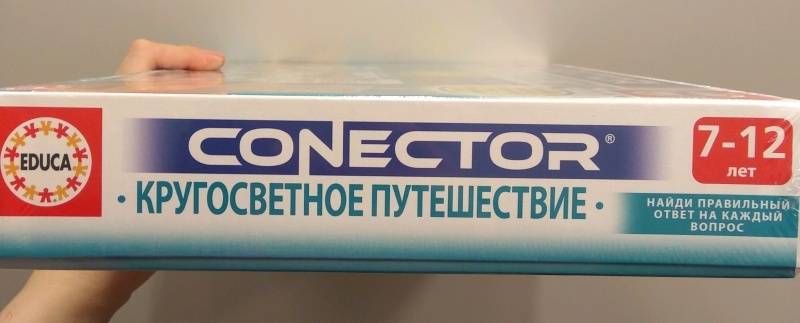 EDUCA
CONECTOR®
• КРУГОСВЕТНОЕ ПУТЕШЕСТВИЕ •
7-12
лет
НАЙДИ ПРАВИЛЬНЫЙ
ОТВЕТ НА КАЖДЫЙ
ВОПРОС